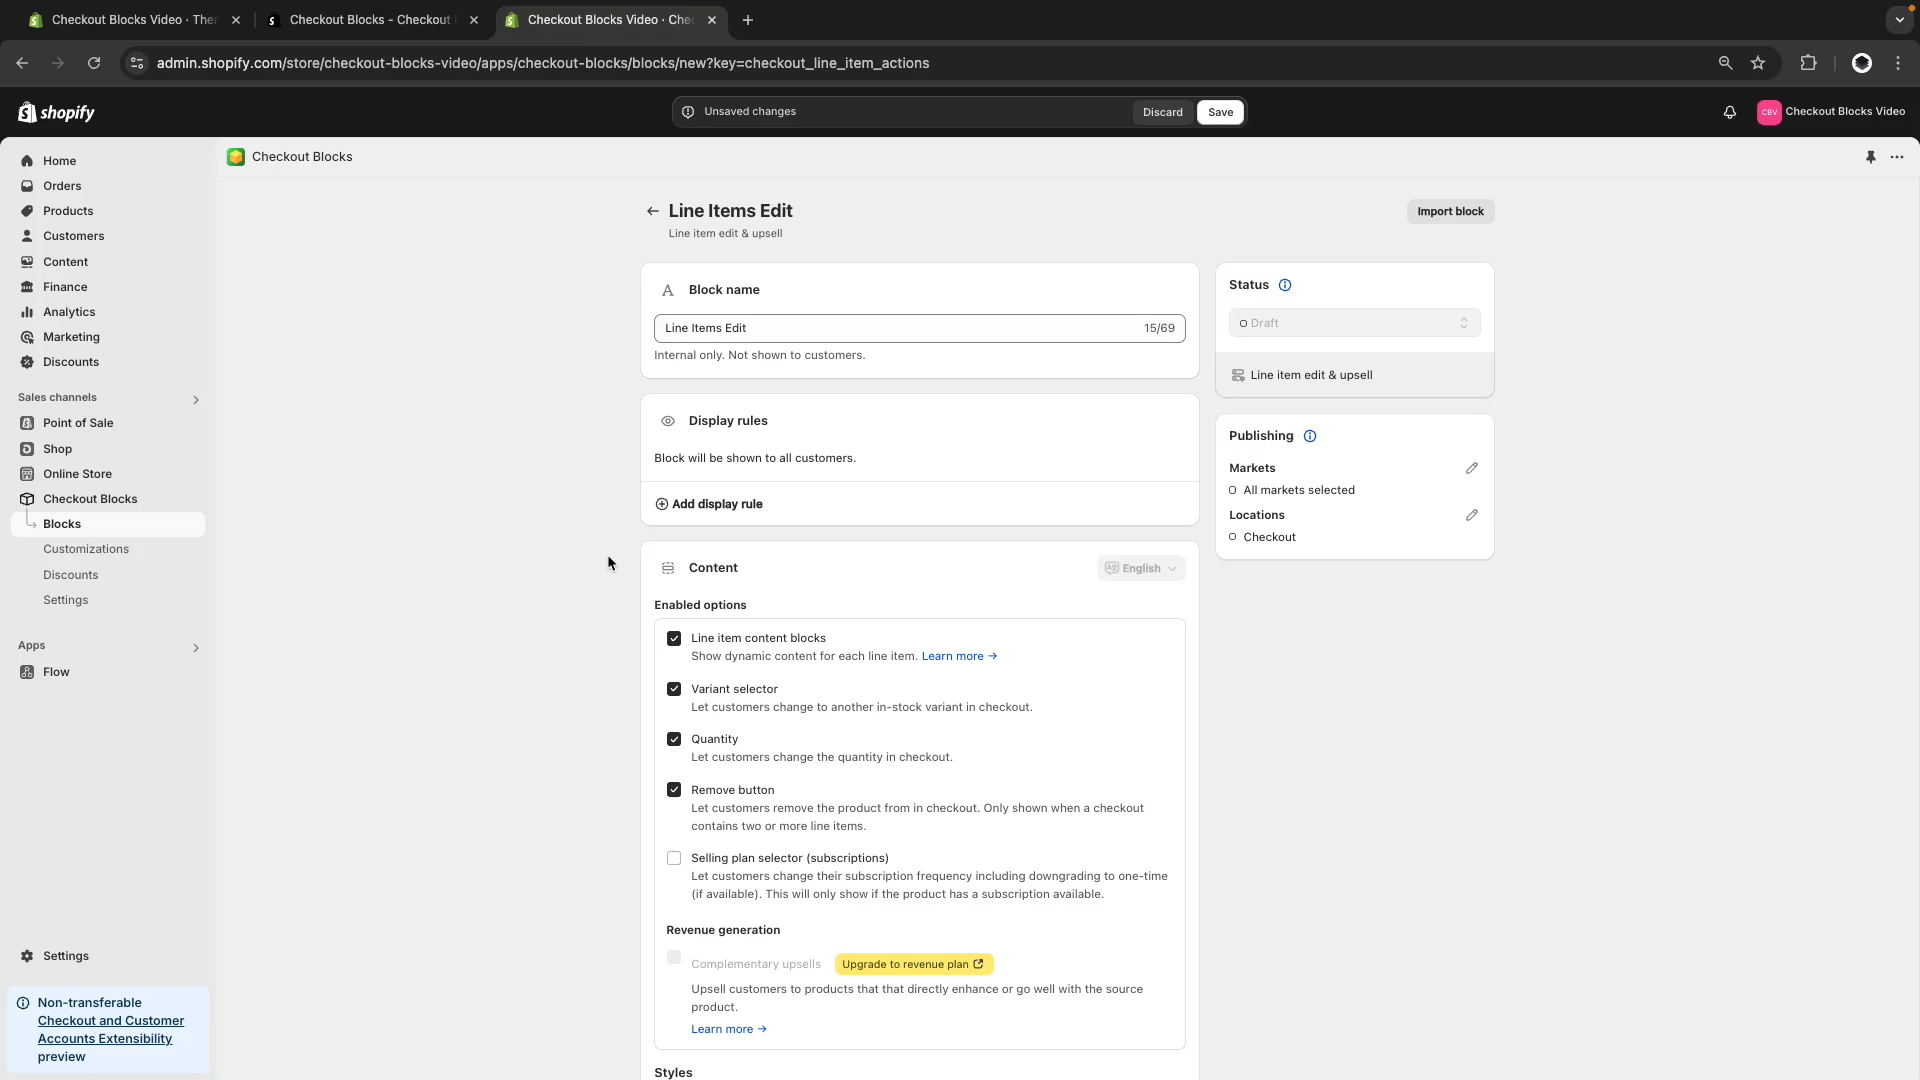 Checkout Blocks Video · Ther
Checkout Blocks - Checkout
Checkout Blocks Video · Chec
admin.shopify.com/store/checkout-blocks-video/apps/checkout-blocks/blocks/new?key=checkout_line_item_actions
shopify
Unsaved changes
Discard
Save
CBV
Checkout Blocks Video
Home
Orders
Products
Customers
Content
Finance
Analytics
Marketing
Discounts
Sales channels
Point of Sale
Shop
Online Store
Checkout Blocks
Blocks
Customizations
Discounts
Settings
Apps
Flow
Settings
Non-transferable
Checkout and Customer
Accounts Extensibility
preview
Checkout Blocks
Line Items Edit
Line item edit & upsell
Import block
Block name
Line Items Edit
15/69
Internal only. Not shown to customers.
Display rules
Block will be shown to all customers.
Add display rule
Content
English
Enabled options
Line item content blocks
Show dynamic content for each line item. Learn more →
Variant selector
Let customers change to another in-stock variant in checkout.
Quantity
Let customers change the quantity in checkout.
Remove button
Let customers remove the product from in checkout. Only shown when a checkout
contains two or more line items.
Selling plan selector (subscriptions)
Let customers change their subscription frequency including downgrading to one-time
(if available). This will only show if the product has a subscription available.
Revenue generation
Complementary upsells
Upgrade to revenue plan
Upsell customers to products that that directly enhance or go well with the source
product.
Learn more →
Styles
Status
Draft
Line item edit & upsell
Publishing
Markets
All markets selected
Locations
Checkout